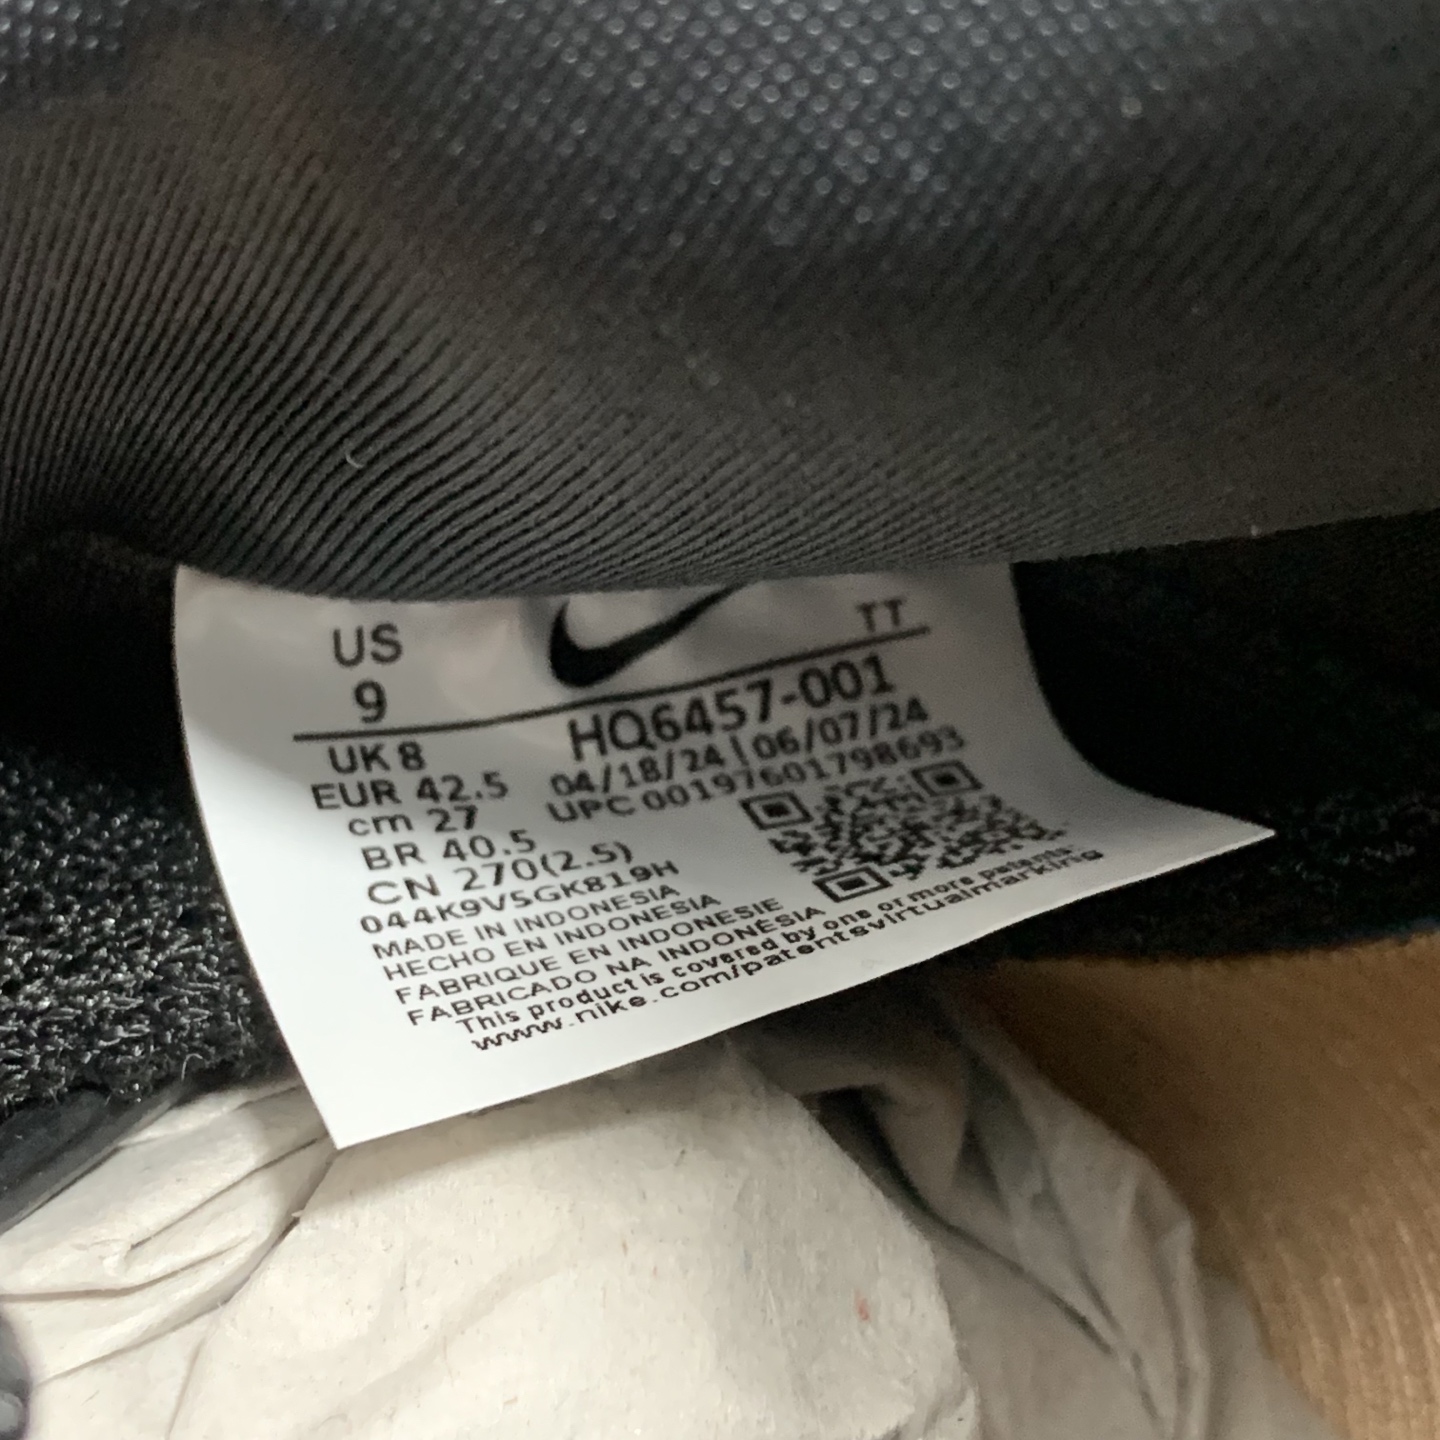 US
9
TT
HQ6457-001
UK 8
04/18/24 | 06/07/24
EUR 42.5
UPC 00197601798693
cm 27
BR 40.5
CN 270(2.5)
044K9V5GK819H
MADE IN INDONESIA
HECHO EN INDONESIA
FABRIQUE EN INDONESIE
FABRICADO NA INDONÉSIA
This product is covered by one or more patents:
www.nike.com/patentsvirtualmarking